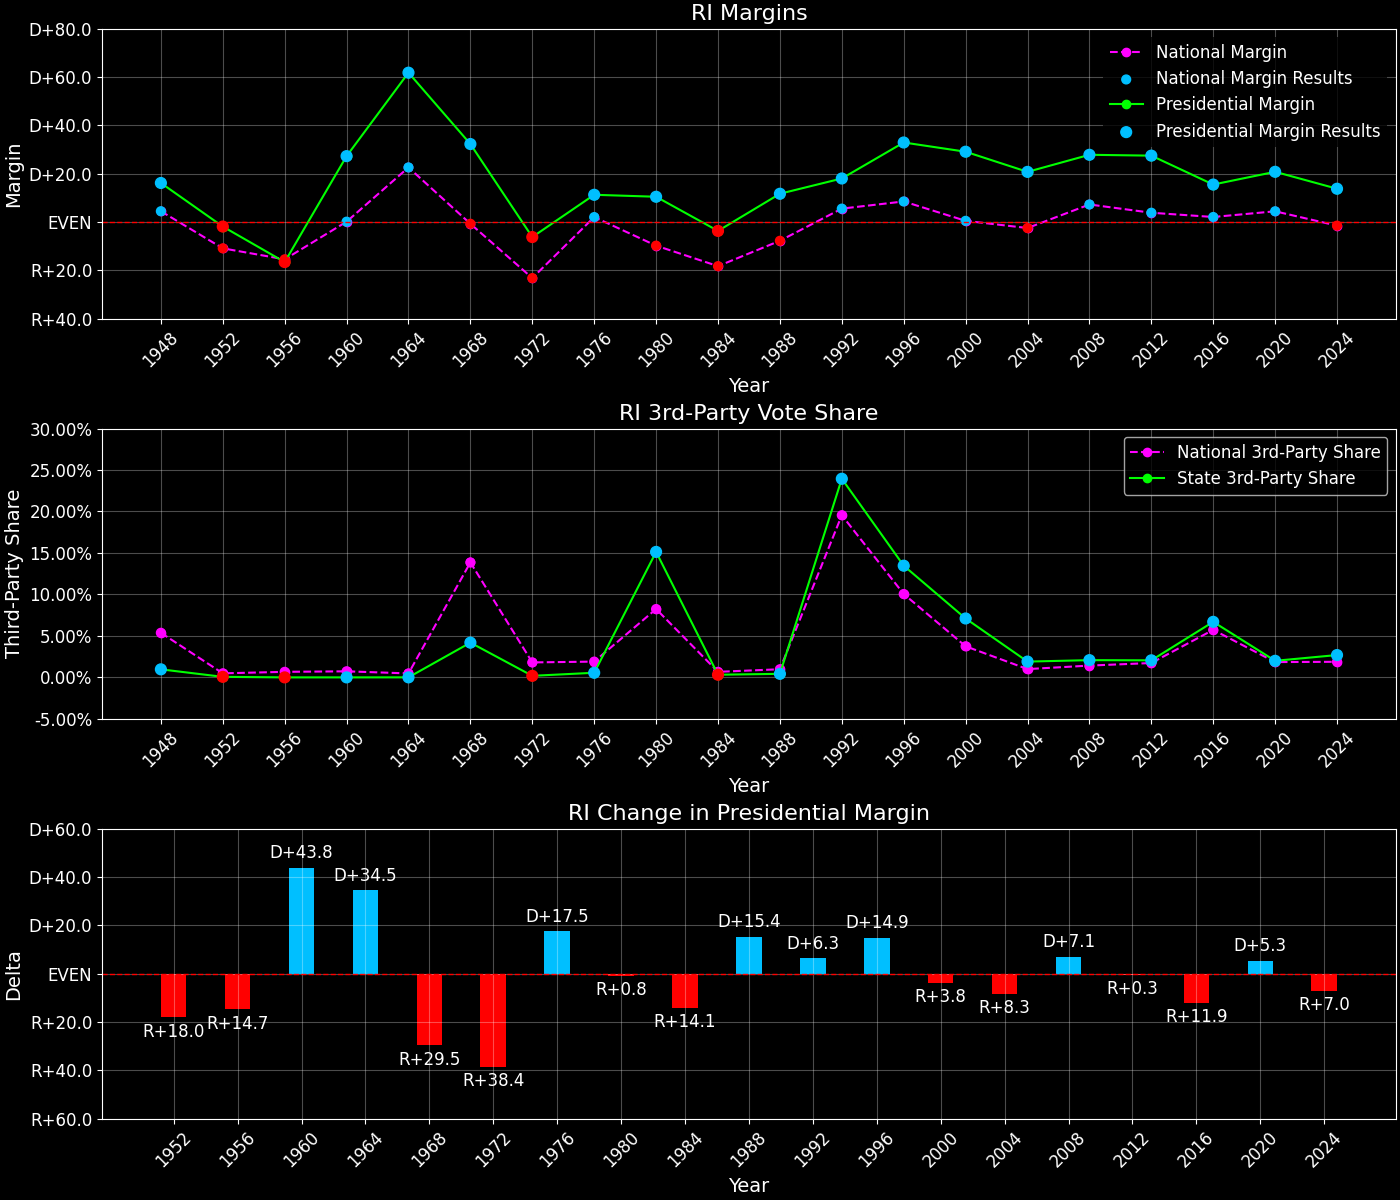 RI Margins
D+80.0
D+60.0
D+40.0
D+20.0
EVEN
R+20.0
R+40.0
Margin
National Margin
National Margin Results
Presidential Margin
Presidential Margin Results
1948 1952 1956 1960 1964 1968 1972 1976 1980 1984 1988 1992 1996 2000 2004 2008 2012 2016 2020 2024
Year
RI 3rd-Party Vote Share
30.00%
25.00%
20.00%
15.00%
10.00%
5.00%
0.00%
-5.00%
Third-Party Share
National 3rd-Party Share
State 3rd-Party Share
1948 1952 1956 1960 1964 1968 1972 1976 1980 1984 1988 1992 1996 2000 2004 2008 2012 2016 2020 2024
Year
RI Change in Presidential Margin
D+60.0
D+40.0
D+20.0
EVEN
R+20.0
R+40.0
R+60.0
Delta
R+18.0 R+14.7 D+43.8 D+34.5 R+29.5 R+38.4 D+17.5 R+0.8 R+14.1 D+15.4 D+6.3 D+14.9 R+3.8 R+8.3 D+7.1 R+0.3 R+11.9 D+5.3 R+7.0
1952 1956 1960 1964 1968 1972 1976 1980 1984 1988 1992 1996 2000 2004 2008 2012 2016 2020 2024
Year